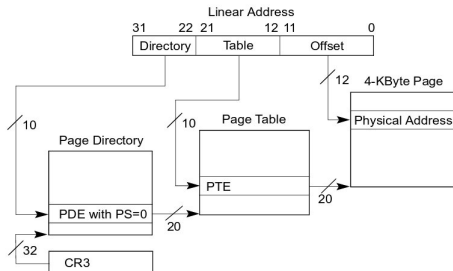 Linear Address
31 22 21 12 11 0
Directory Table Offset
12 4-KByte Page
10 10 Page Table Physical Address
Page Directory
PTE
PDE with PS=0 20 20
32
CR3